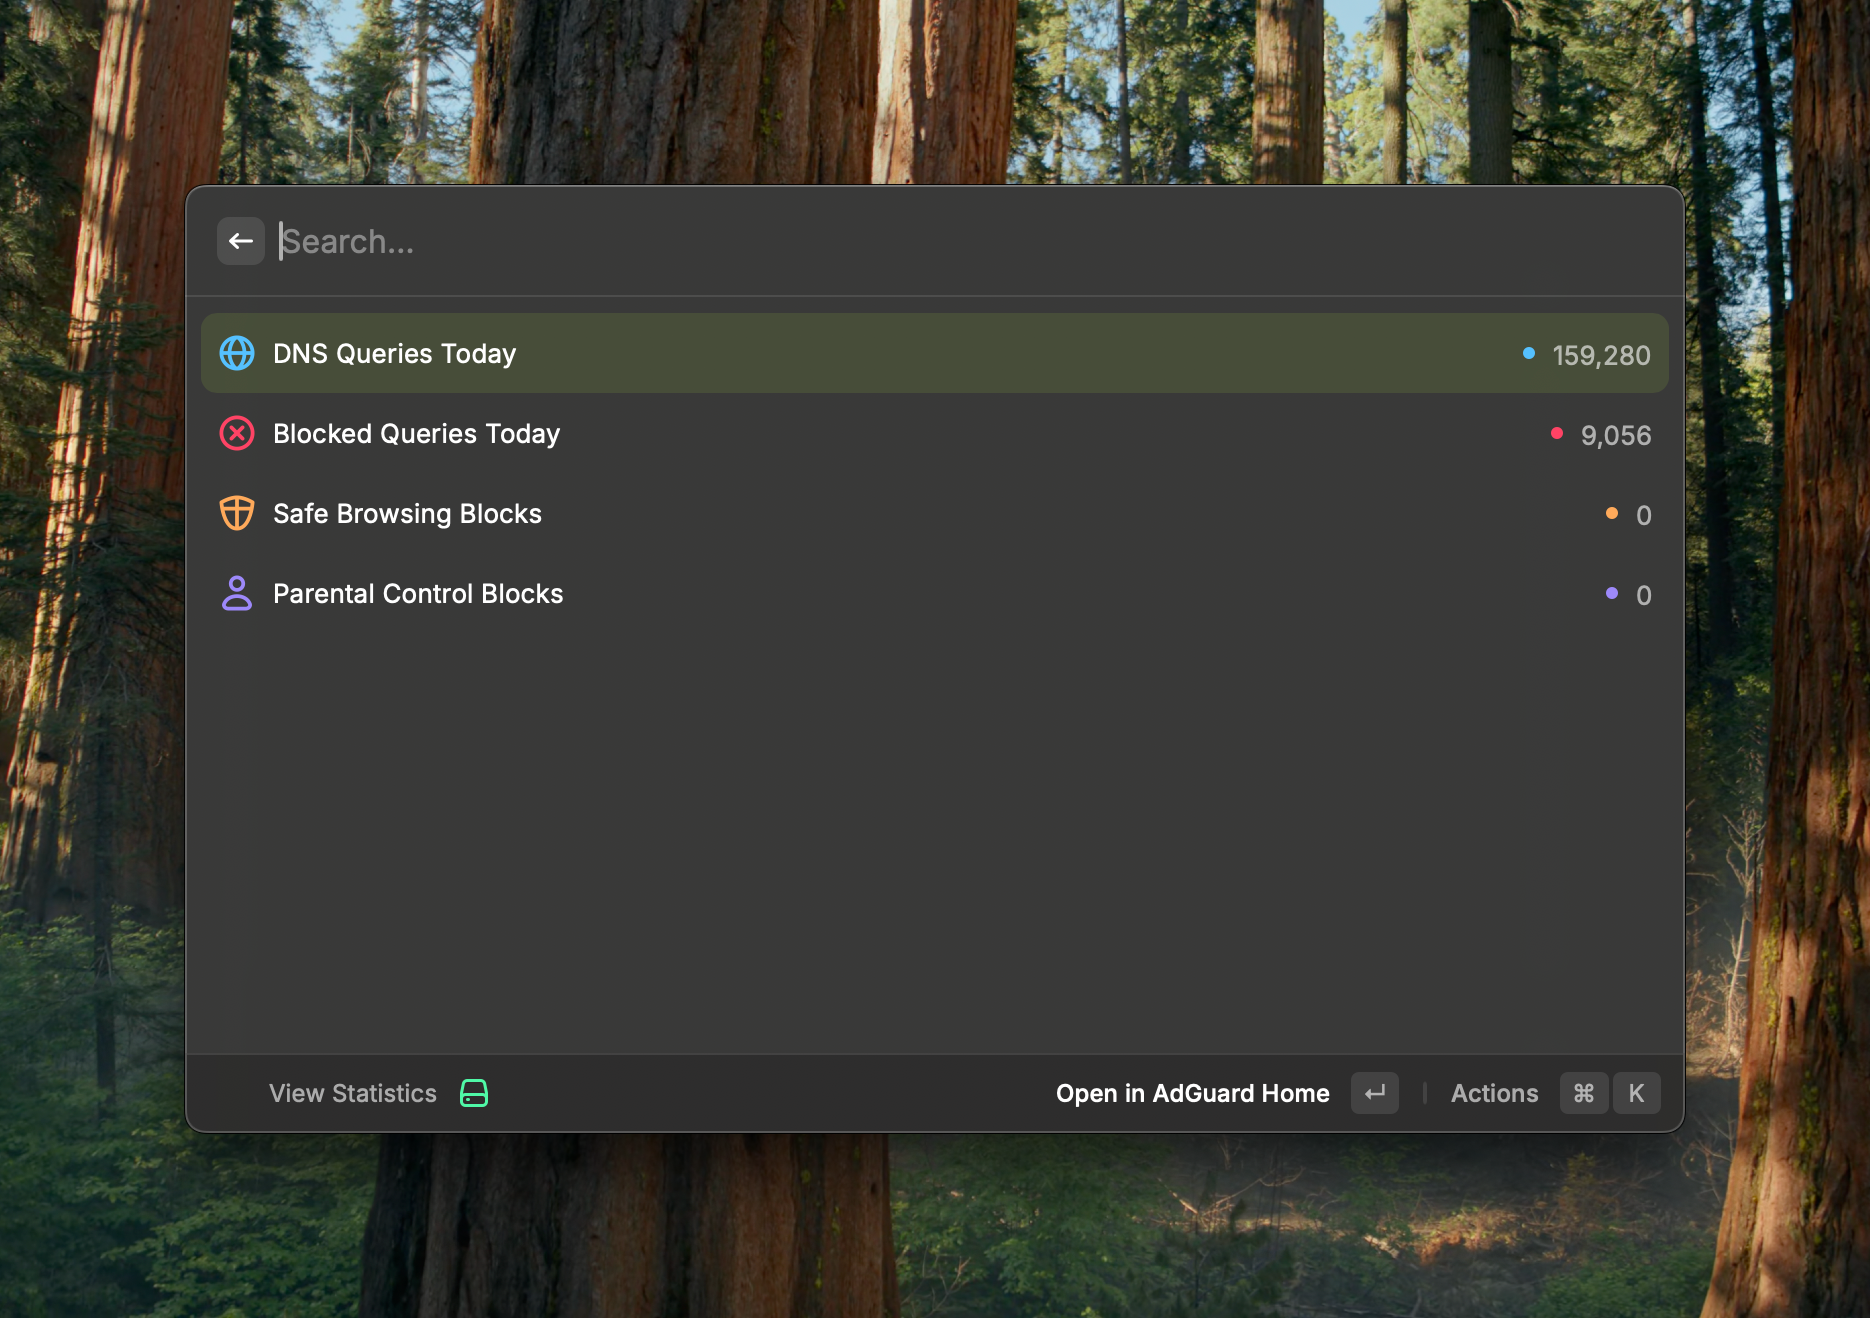 Search...
DNS Queries Today 159,280
Blocked Queries Today 9,056
Safe Browsing Blocks 0
Parental Control Blocks 0
View Statistics Open in AdGuard Home ↵ Actions ⌘ K